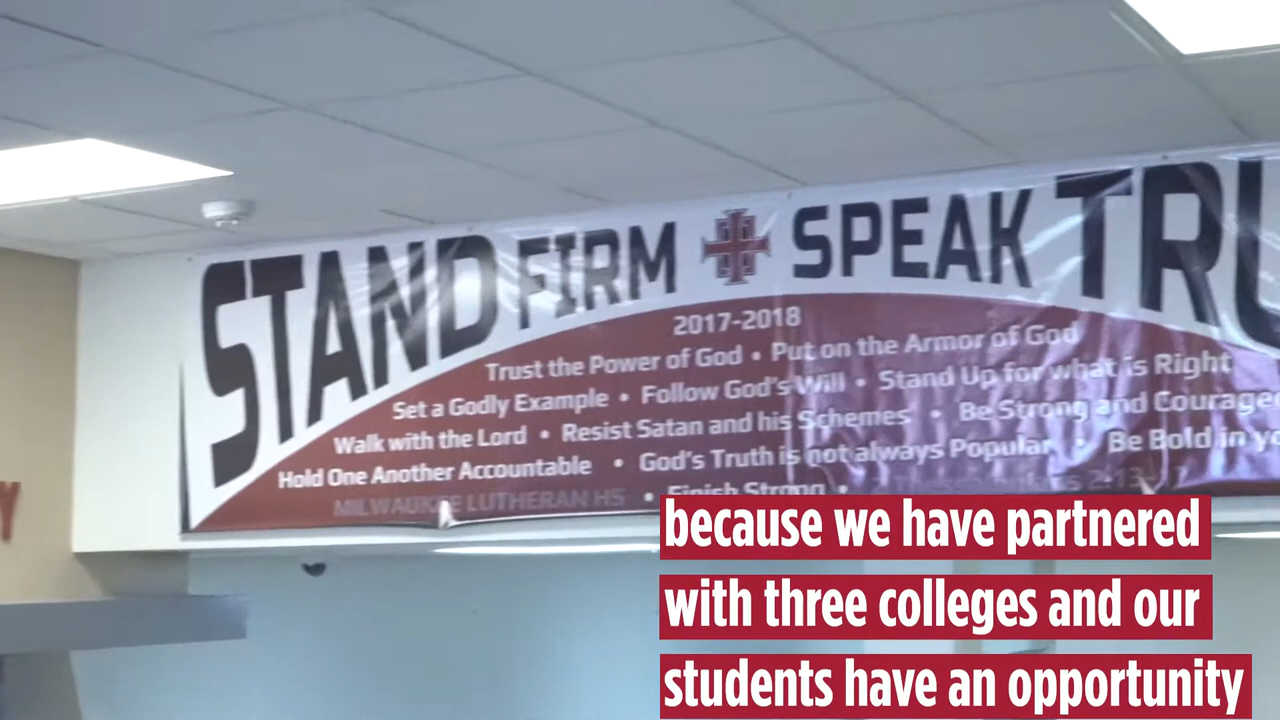 STAND FIRM SPEAK TRU
2017-2018
Trust the Power of God • Put on the Armor of God
Set a Godly Example • Follow God's Will • Stand Up for what is Right
Walk with the Lord • Resist Satan and his Schemes • Be Strong and Courage
Hold One Another Accountable • God's Truth is not always Popular • Be Bold in yo
MILWAUKEE LUTHERAN HS • Finish Strong •
Y
because we have partnered
with three colleges and our
students have an opportunity